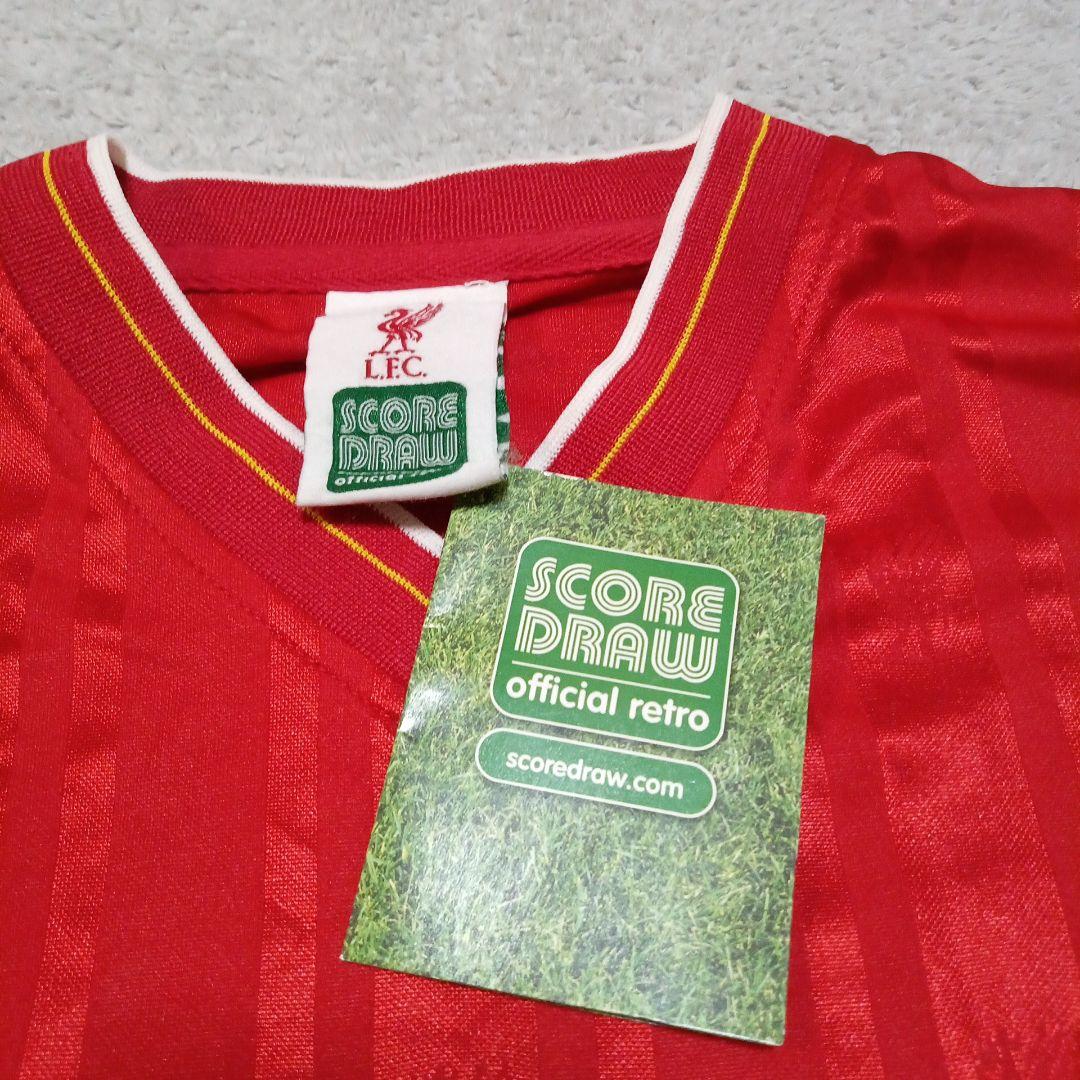 L.F.C.
SCORE
DRAW
official
SCORE
DRAW
official retro
scoredraw.com